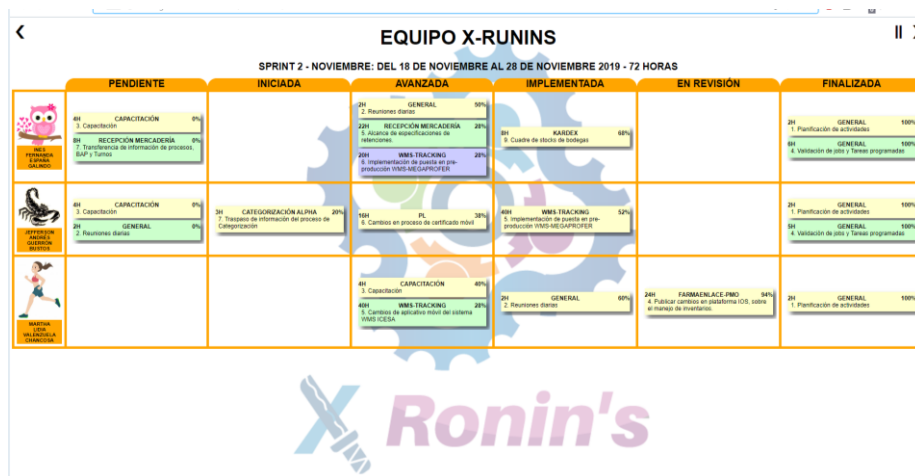 EQUIPO X-RUNINS
SPRINT 2 - NOVIEMBRE: DEL 18 DE NOVIEMBRE AL 28 DE NOVIEMBRE 2019 - 72 HORAS
PENDIENTE INICIADA AVANZADA IMPLEMENTADA EN REVISIÓN FINALIZADA
INES
FERNANDA
ESPAÑA
GALINDO
4H CAPACITACIÓN 0%
3. Capacitación
8H RECEPCIÓN MERCADERÍA 0%
7. Transferencia de información de procesos,
BAP y Turnos
2H GENERAL 50%
2. Reuniones diarias
22H RECEPCIÓN MERCADERÍA 28%
5. Alcance de especificaciones de
retenciones.
20H WMS-TRACKING 28%
6. Implementación de puesta en pre-
producción WMS-MEGAPROFER
8H KARDEX 68%
9. Cuadre de stocks de bodegas
2H GENERAL 100%
1. Planificación de actividades
6H GENERAL 100%
4. Validación de jobs y Tareas programadas
JEFFERSON
ANDRES
GUERRÓN
BUSTOS
4H CAPACITACIÓN 0%
3. Capacitación
2H GENERAL 0%
2. Reuniones diarias
3H CATEGORIZACIÓN ALPHA 20%
7. Traspaso de información del proceso de
Categorización
16H PL 38%
6. Cambios en proceso de certificado móvil
40H WMS-TRACKING 52%
5. Implementación de puesta en pre-
producción WMS-MEGAPROFER
2H GENERAL 100%
1. Planificación de actividades
5H GENERAL 100%
4. Validación de jobs y Tareas programadas
MARTHA
LIDIA
VALENZUELA
CHANCOSA
4H CAPACITACIÓN 40%
3. Capacitación
40H WMS-TRACKING 28%
5. Cambios de aplicativo móvil del sistema
WMS ICESA
2H GENERAL 60%
2. Reuniones diarias
24H FARMAENLACE-PMO 94%
4. Publicar cambios en plataforma IOS, sobre
el manejo de inventarios.
2H GENERAL 100%
1. Planificación de actividades
X Ronin's